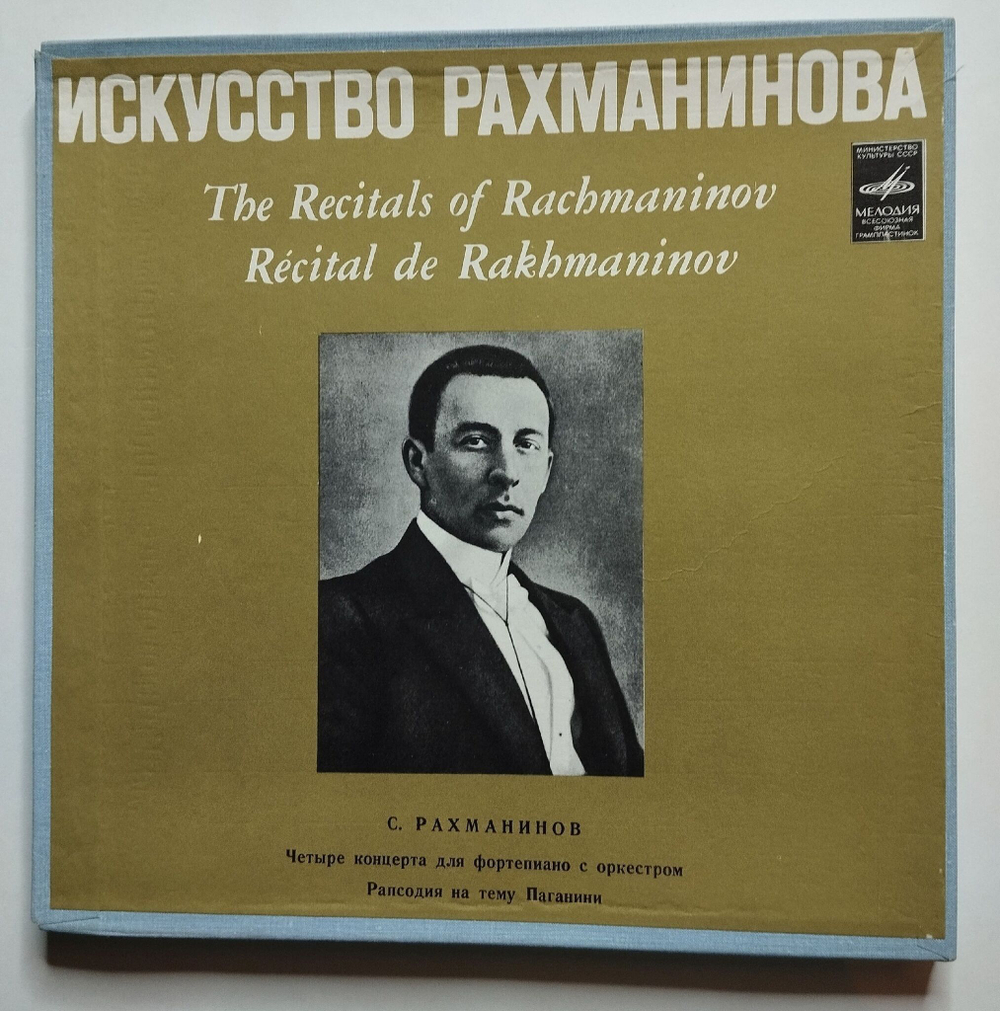 ИСКУССТВО РАХМАНИНОВА
The Recitals of Rachmaninov
Récital de Rakhmaninov
МИНИСТЕРСТВО
КУЛЬТУРЫ СССР
МЕЛОДИЯ
ВСЕСОЮЗНАЯ
ФИРМА
ГРАМПЛАСТИНОК
С. РАХМАНИНОВ
Четыре концерта для фортепиано с оркестром
Рапсодия на тему Паганини